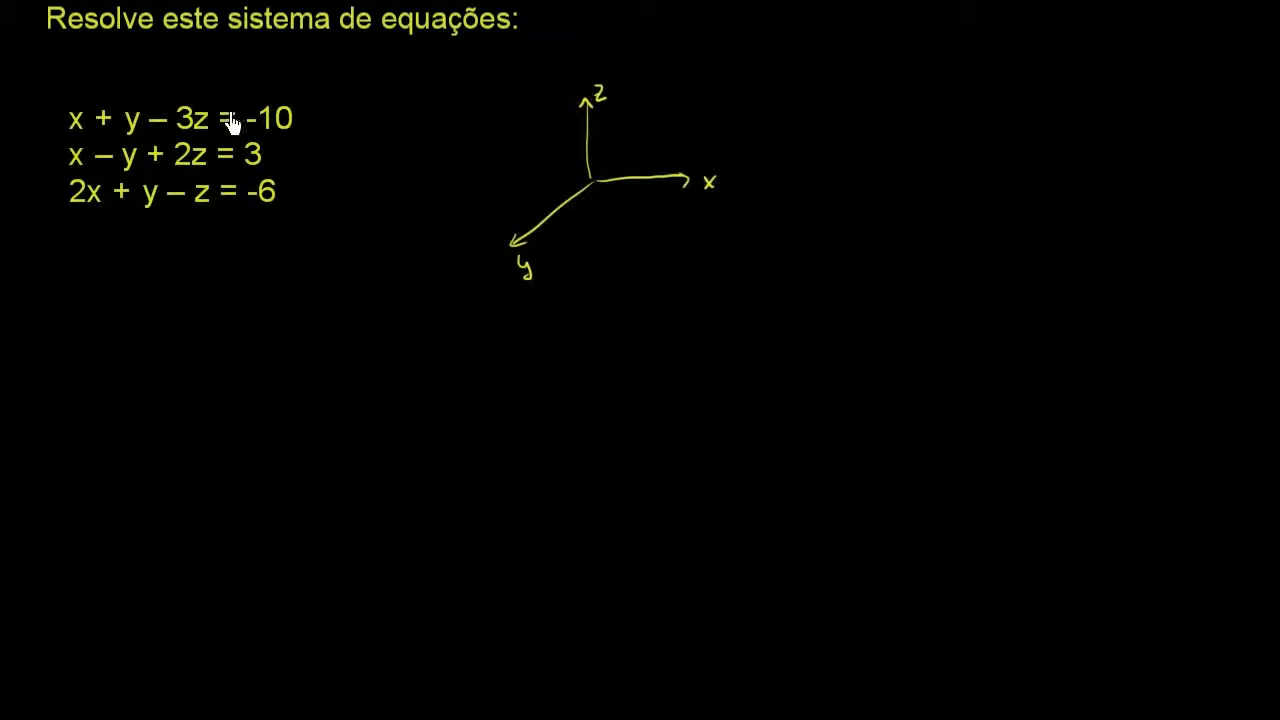 Resolve este sistema de equações:
x + y – 3z = -10
x – y + 2z = 3
2x + y – z = -6
z
x
y